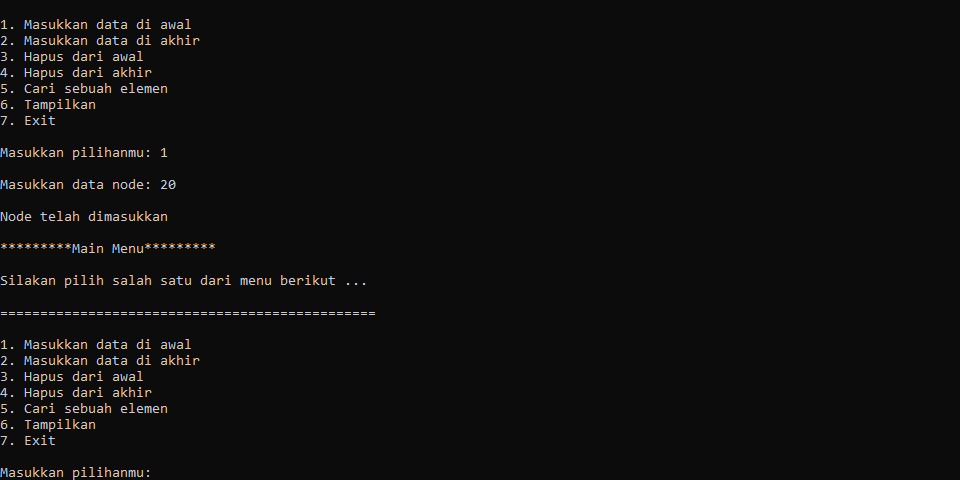 1. Masukkan data di awal
2. Masukkan data di akhir
3. Hapus dari awal
4. Hapus dari akhir
5. Cari sebuah elemen
6. Tampilkan
7. Exit
Masukkan pilihanmu: 1
Masukkan data node: 20
Node telah dimasukkan
*********Main Menu*********
Silakan pilih salah satu dari menu berikut ...
===============================================
1. Masukkan data di awal
2. Masukkan data di akhir
3. Hapus dari awal
4. Hapus dari akhir
5. Cari sebuah elemen
6. Tampilkan
7. Exit
Masukkan pilihanmu: